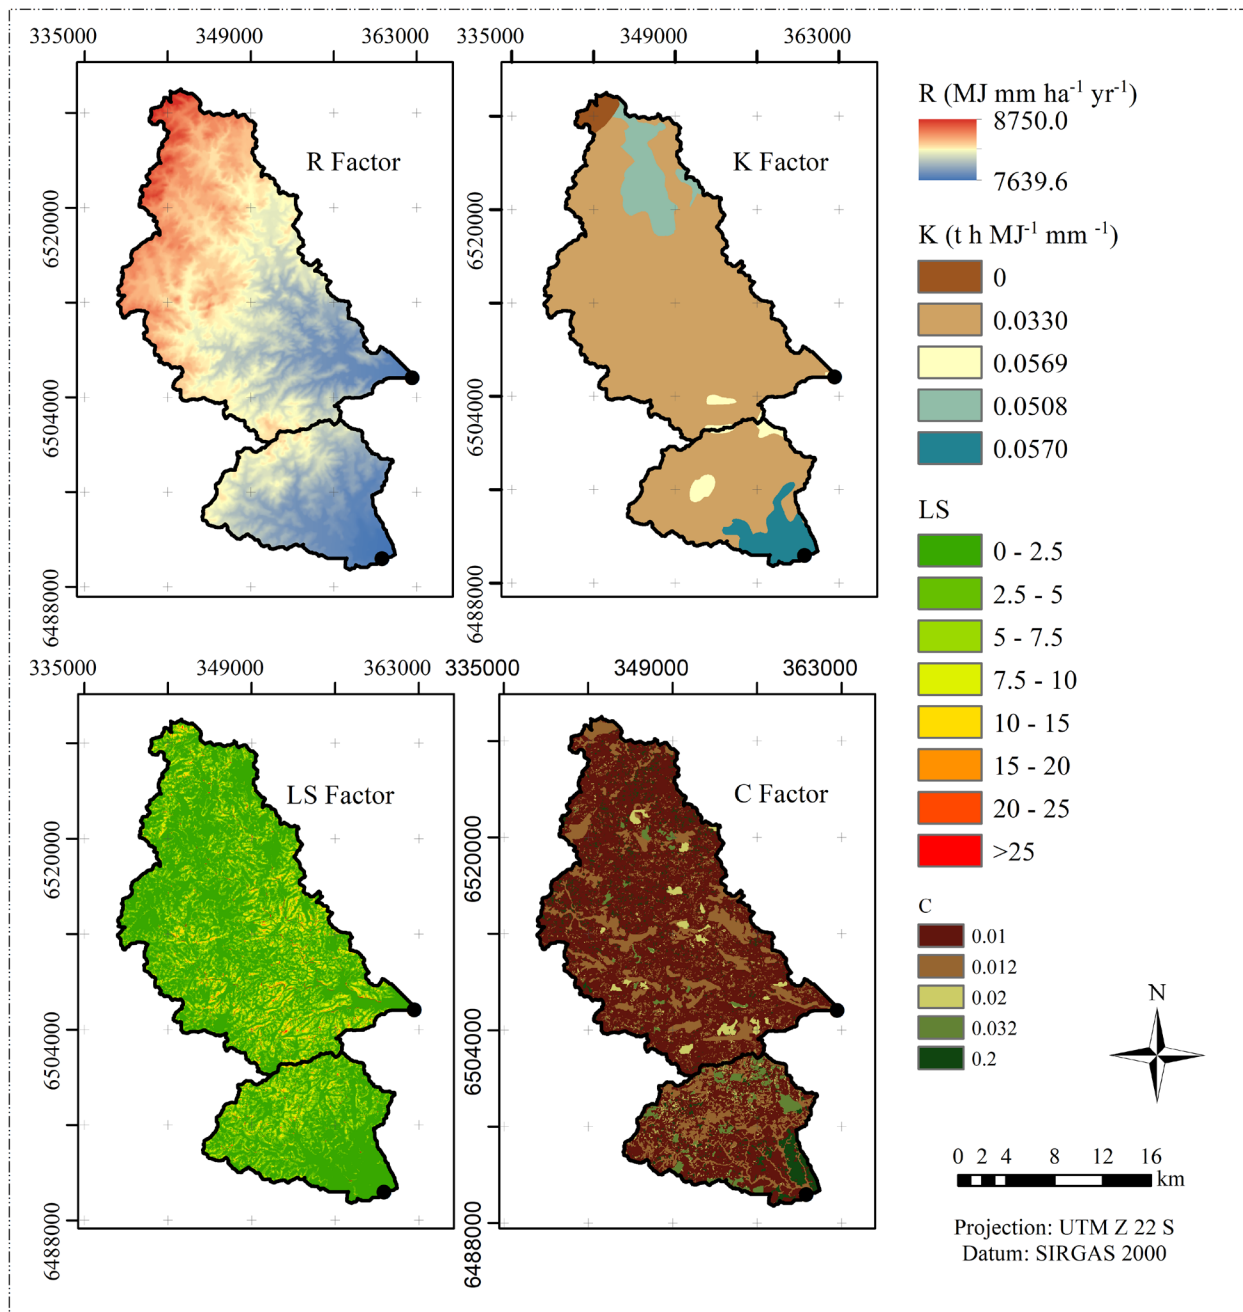 335000 349000 363000
335000 349000 363000
R Factor
6520000
6504000
6488000
K Factor
6520000
6504000
6488000
R (MJ mm ha⁻¹ yr⁻¹)
8750.0
7639.6
K (t h MJ⁻¹ mm ⁻¹)
0
0.0330
0.0569
0.0508
0.0570
LS
0 - 2.5
2.5 - 5
5 - 7.5
7.5 - 10
10 - 15
15 - 20
20 - 25
>25
335000 349000 363000
335000 349000 363000
LS Factor
6520000
6504000
6488000
C Factor
6520000
6504000
6488000
C
0.01
0.012
0.02
0.032
0.2
N
0 2 4 8 12 16
km
Projection: UTM Z 22 S
Datum: SIRGAS 2000